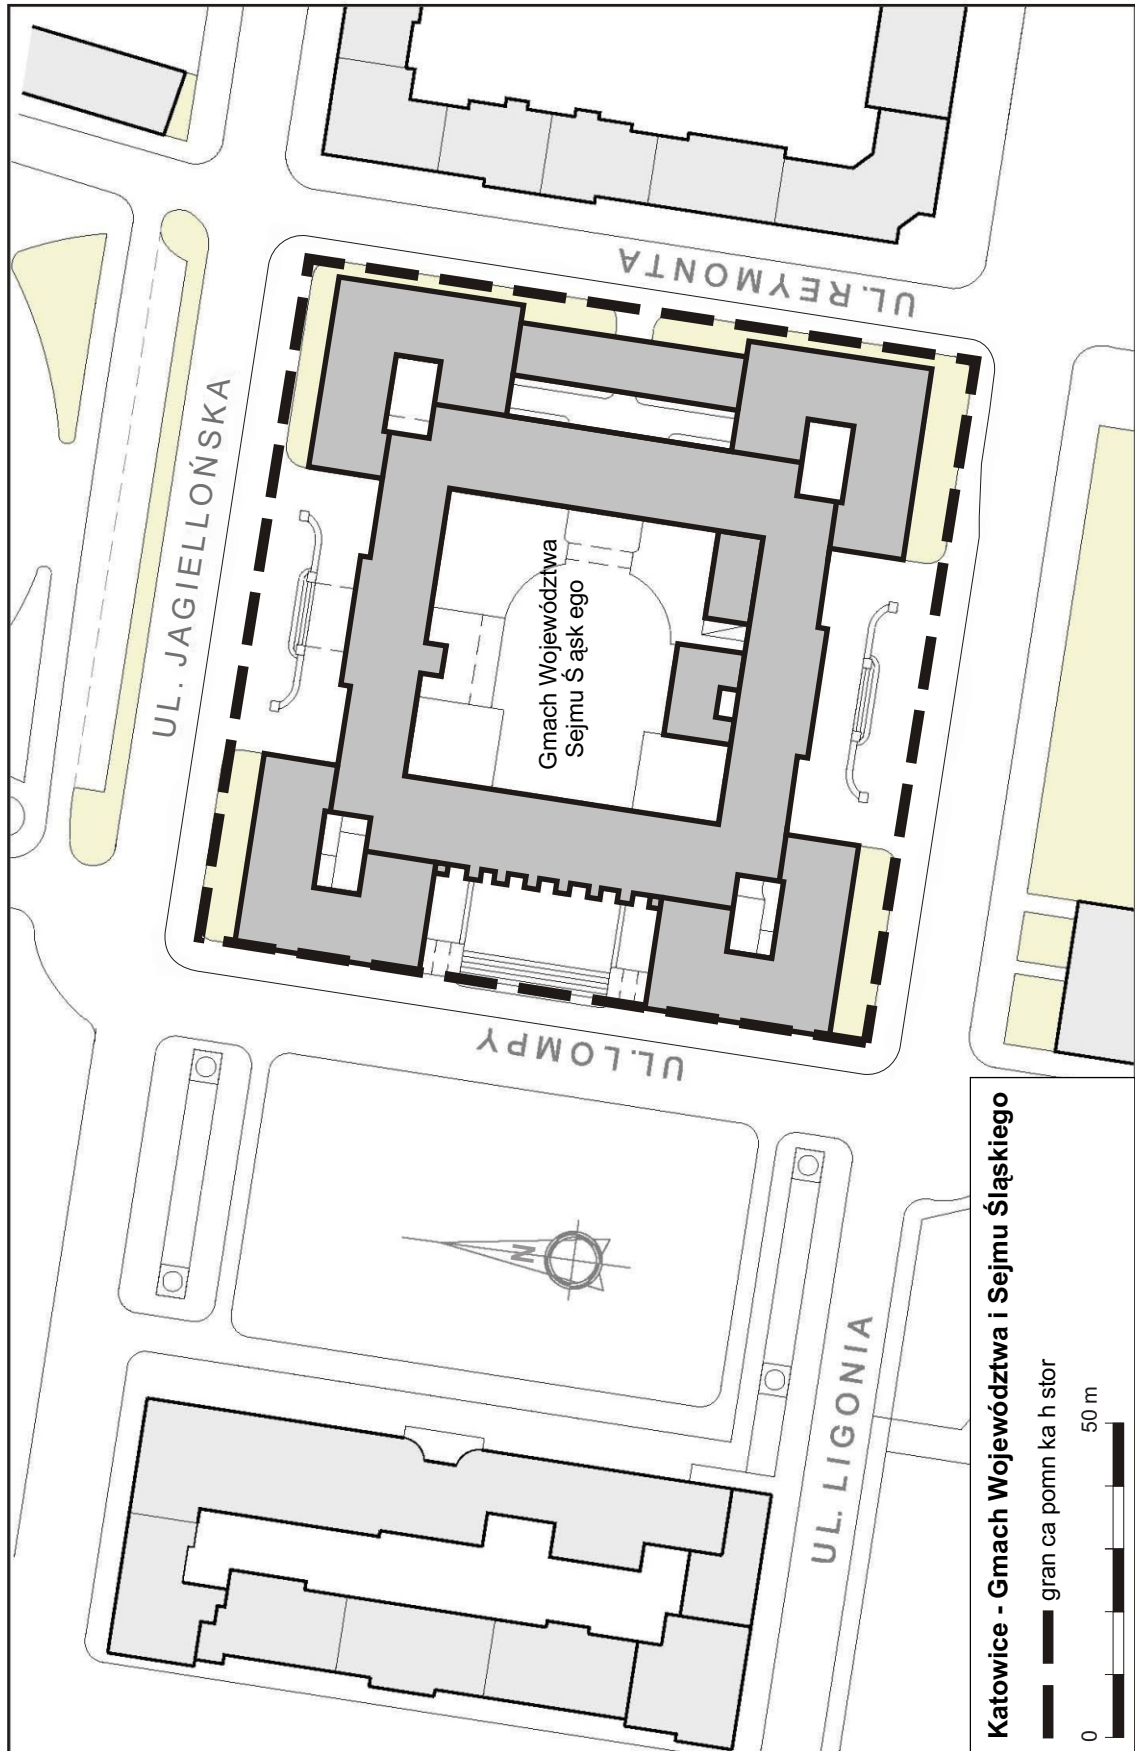 UL. JAGIELLOŃSKA
UL.REYMONTA
Gmach Województwa
Sejmu Ś ąsk ego
UL.LOMPY
N
UL. LIGONIA
Katowice - Gmach Województwa i Sejmu Śląskiego
gran ca pomn ka h stor
0 50 m